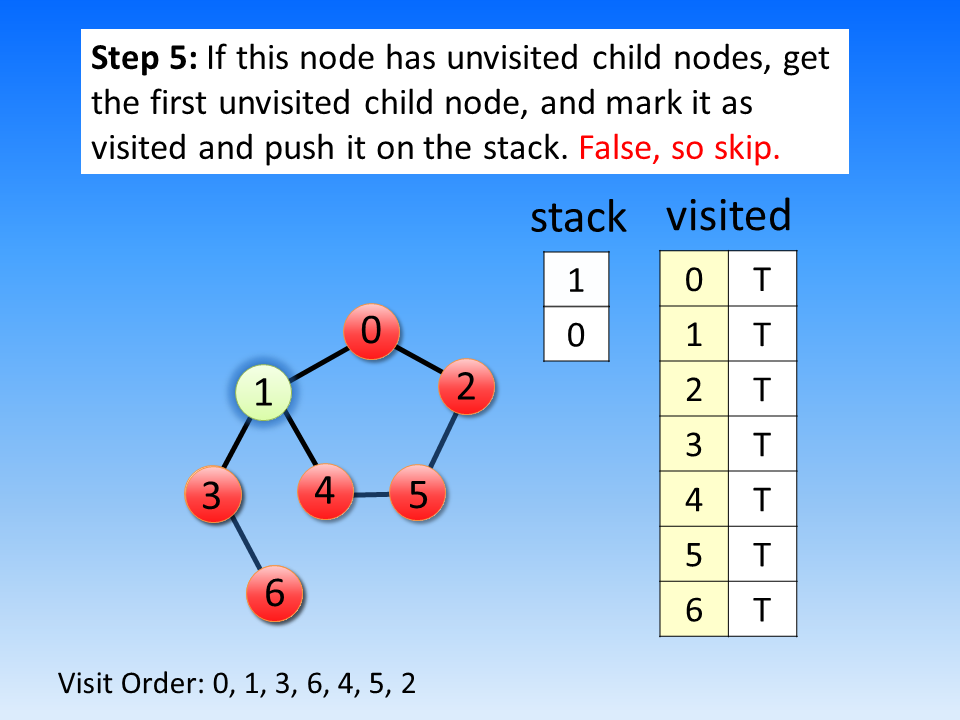 Step 5: If this node has unvisited child nodes, get
the first unvisited child node, and mark it as
visited and push it on the stack. False, so skip.
stack visited
1
0
0 T
1 T
2 T
3 T
4 T
5 T
6 T
0
1
2
3
4
5
6
Visit Order: 0, 1, 3, 6, 4, 5, 2